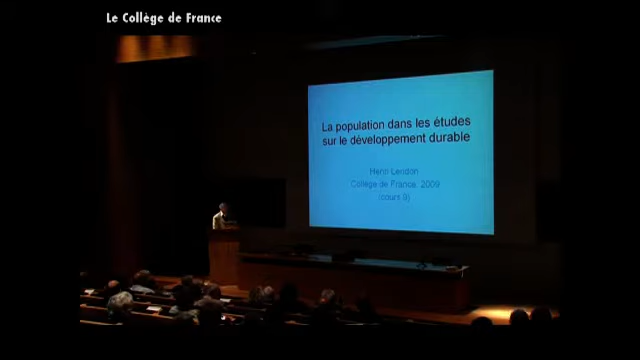 Le Collège de France
La population dans les études
sur le développement durable
Henri Leridon
Collège de France, 2009
(cours 9)